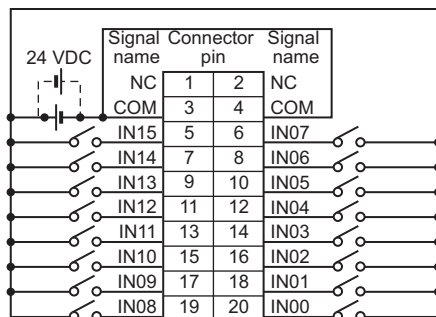 Signal name Connector pin Signal name
24 VDC
NC 1 2 NC
COM 3 4 COM
IN15 5 6 IN07
IN14 7 8 IN06
IN13 9 10 IN05
IN12 11 12 IN04
IN11 13 14 IN03
IN10 15 16 IN02
IN09 17 18 IN01
IN08 19 20 IN00